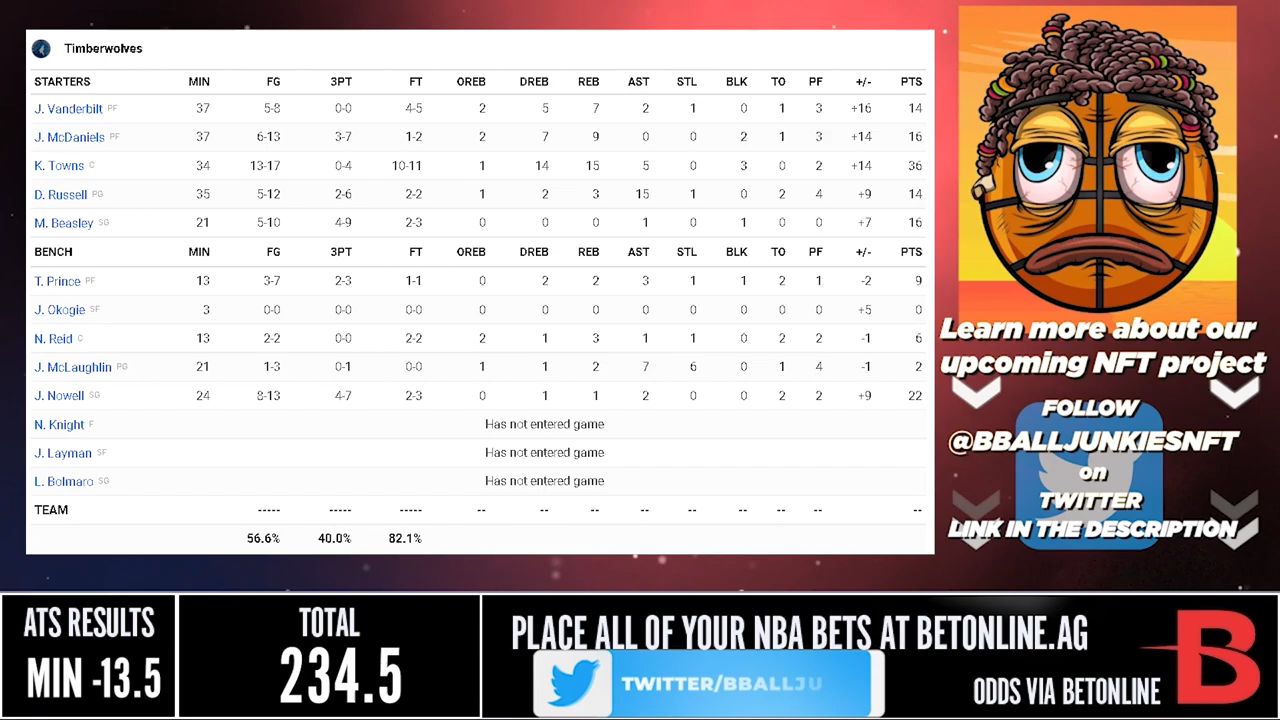 Timberwolves
STARTERS MIN FG 3PT FT OREB DREB REB AST STL BLK TO PF +/- PTS
J. Vanderbilt PF 37 5-8 0-0 4-5 2 5 7 2 1 0 1 3 +16 14
J. McDaniels PF 37 6-13 3-7 1-2 2 7 9 0 0 2 1 3 +14 16
K. Towns C 34 13-17 0-4 10-11 1 14 15 5 0 3 0 2 +14 36
D. Russell PG 35 5-12 2-6 2-2 1 2 3 15 1 0 2 4 +9 14
M. Beasley SG 21 5-10 4-9 2-3 0 0 0 1 0 1 0 0 +7 16
BENCH MIN FG 3PT FT OREB DREB REB AST STL BLK TO PF +/- PTS
T. Prince PF 13 3-7 2-3 1-1 0 2 2 3 1 1 2 1 -2 9
J. Okogie SF 3 0-0 0-0 0-0 0 0 0 0 0 0 0 0 +5 0
N. Reid C 13 2-2 0-0 2-2 2 1 3 1 1 0 2 2 -1 6
J. McLaughlin PG 21 1-3 0-1 0-0 1 1 2 7 6 0 1 4 -1 2
J. Nowell SG 24 8-13 4-7 2-3 0 1 1 2 0 0 2 2 +9 22
N. Knight F Has not entered game
J. Layman SF Has not entered game
L. Bolmaro SG Has not entered game
TEAM ----- ----- ----- -- -- -- -- -- -- -- -- --
56.6% 40.0% 82.1%
Learn more about our
upcoming NFT project
FOLLOW
@BBALLJUNKIESNFT
on
TWITTER
LINK IN THE DESCRIPTION
ATS RESULTS
MIN -13.5
TOTAL
234.5
PLACE ALL OF YOUR NBA BETS AT BETONLINE.AG
TWITTER/BBALLJU
ODDS VIA BETONLINE
B